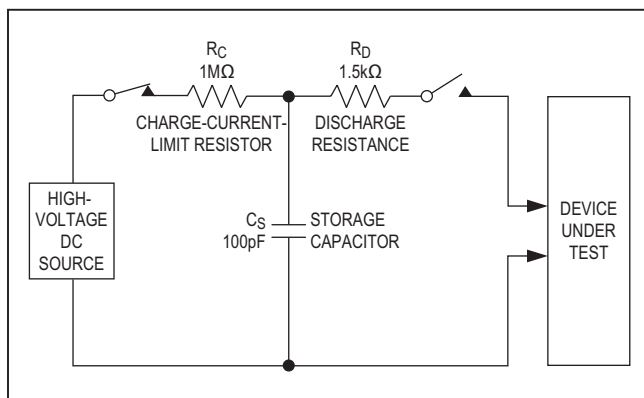 RC
1MΩ
CHARGE-CURRENT-
LIMIT RESISTOR
RD
1.5kΩ
DISCHARGE
RESISTANCE
HIGH-
VOLTAGE
DC
SOURCE
CS
100pF
STORAGE
CAPACITOR
DEVICE
UNDER
TEST